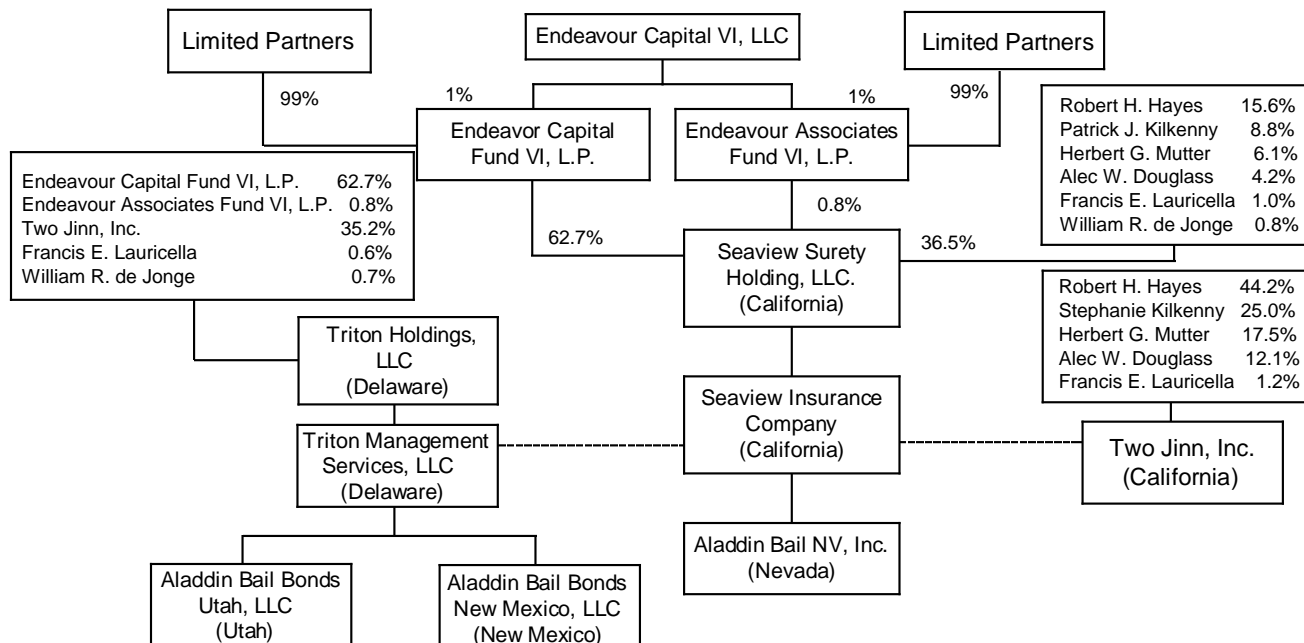 Limited Partners
Endeavour Capital VI, LLC
Limited Partners
99%
1%
1%
99%
Endeavor Capital
Fund VI, L.P.
Endeavour Associates
Fund VI, L.P.
Robert H. Hayes 15.6%
Patrick J. Kilkenny 8.8%
Herbert G. Mutter 6.1%
Alec W. Douglass 4.2%
Francis E. Lauricella 1.0%
William R. de Jonge 0.8%
Endeavour Capital Fund VI, L.P. 62.7%
Endeavour Associates Fund VI, L.P. 0.8%
Two Jinn, Inc. 35.2%
Francis E. Lauricella 0.6%
William R. de Jonge 0.7%
62.7%
0.8%
36.5%
Seaview Surety
Holding, LLC.
(California)
Robert H. Hayes 44.2%
Stephanie Kilkenny 25.0%
Herbert G. Mutter 17.5%
Alec W. Douglass 12.1%
Francis E. Lauricella 1.2%
Triton Holdings,
LLC
(Delaware)
Seaview Insurance
Company
(California)
Two Jinn, Inc.
(California)
Triton Management
Services, LLC
(Delaware)
Aladdin Bail NV, Inc.
(Nevada)
Aladdin Bail Bonds
Utah, LLC
(Utah)
Aladdin Bail Bonds
New Mexico, LLC
(New Mexico)